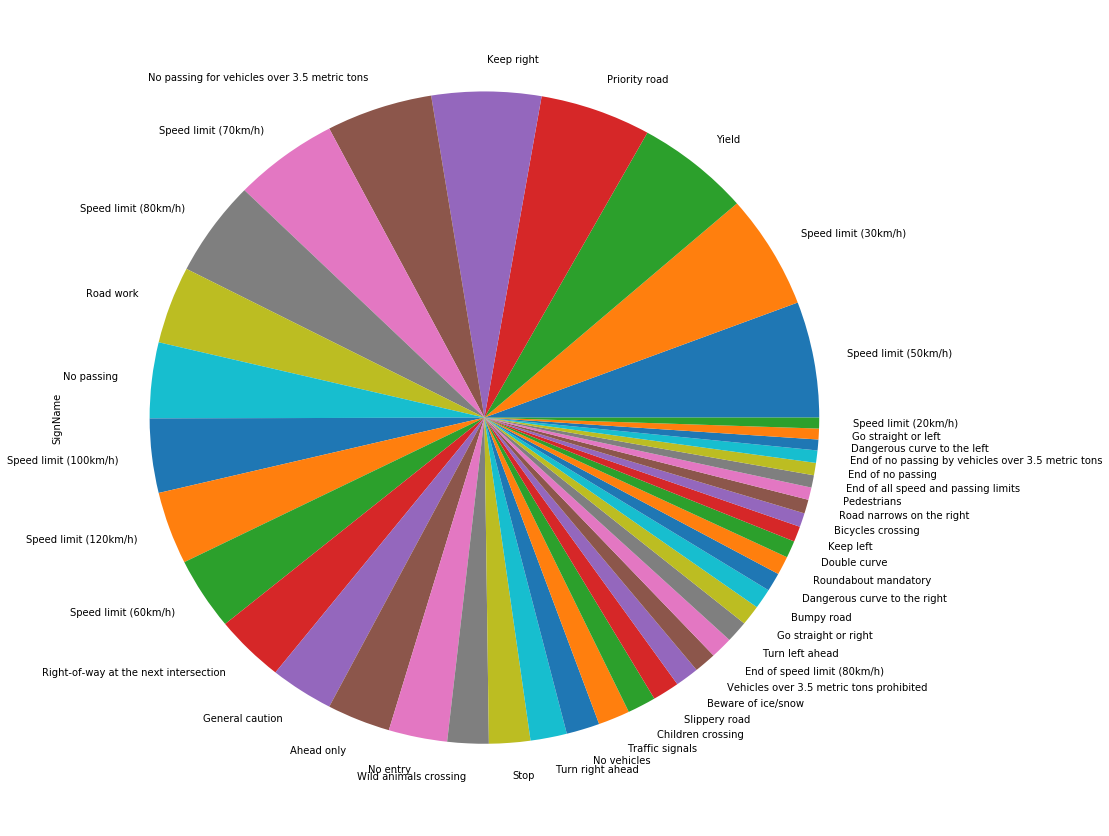 Keep right
No passing for vehicles over 3.5 metric tons
Priority road
Speed limit (70km/h)
Yield
Speed limit (80km/h)
Speed limit (30km/h)
Road work
Speed limit (50km/h)
No passing
SignName
Speed limit (20km/h)
Go straight or left
Dangerous curve to the left
Speed limit (100km/h)
End of no passing by vehicles over 3.5 metric tons
End of no passing
End of all speed and passing limits
Pedestrians
Road narrows on the right
Bicycles crossing
Speed limit (120km/h)
Keep left
Double curve
Roundabout mandatory
Dangerous curve to the right
Speed limit (60km/h)
Bumpy road
Go straight or right
Turn left ahead
Right-of-way at the next intersection
End of speed limit (80km/h)
Vehicles over 3.5 metric tons prohibited
Beware of ice/snow
General caution
Slippery road
Children crossing
Ahead only
Traffic signals
No vehicles
No entry
Turn right ahead
Wild animals crossing
Stop